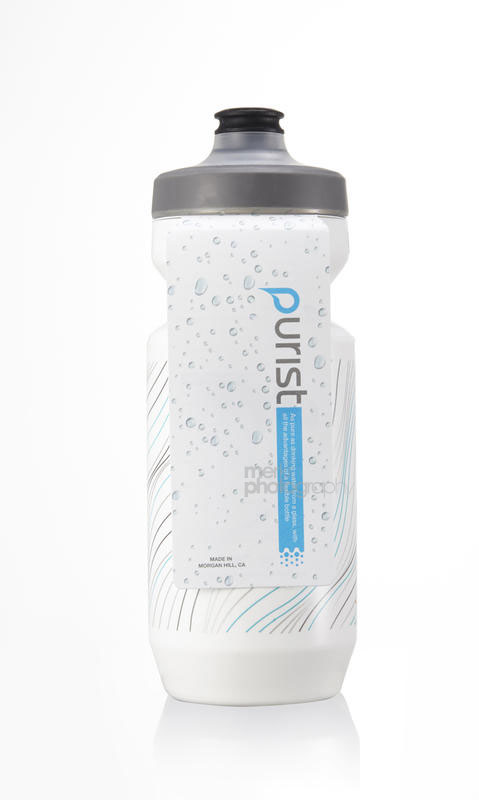 purist
As pure as drinking water from a glass, with
all the advantages of a flexible bottle
photography
MADE IN
MORGAN HILL, CA